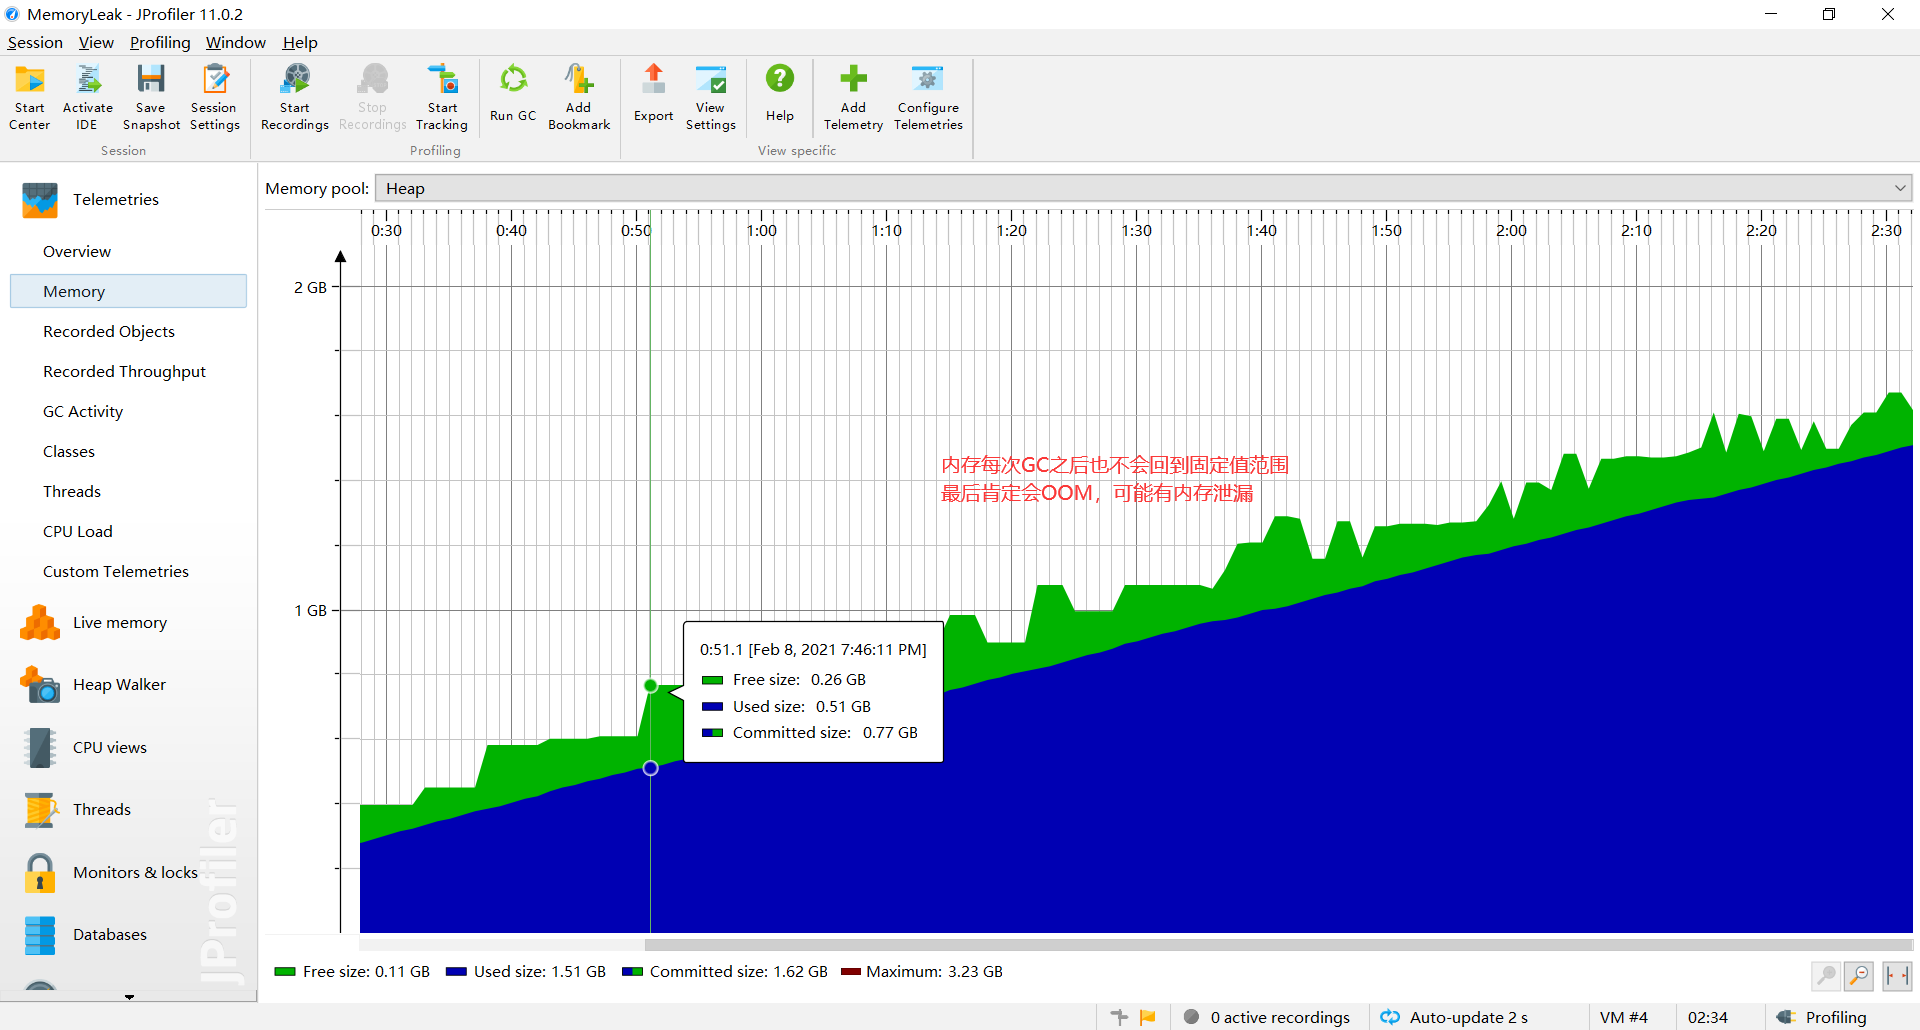 MemoryLeak - JProfiler 11.0.2
Session View Profiling Window Help
Start Center
Activate IDE
Save Snapshot
Session Settings
Start Recordings
Stop Recordings
Start Tracking
Run GC
Add Bookmark
Export
View Settings
Help
Add Telemetry
Configure Telemetries
Session
Profiling
View specific
Telemetries
Overview
Memory
Recorded Objects
Recorded Throughput
GC Activity
Classes
Threads
CPU Load
Custom Telemetries
Live memory
Heap Walker
CPU views
Threads
Monitors & locks
Databases
JProfiler
Memory pool: Heap
0:30 0:40 0:50 1:00 1:10 1:20 1:30 1:40 1:50 2:00 2:10 2:20 2:30
2 GB
1 GB
内存每次GC之后也不会回到固定值范围
最后肯定会OOM，可能有内存泄漏
0:51.1 [Feb 8, 2021 7:46:11 PM]
Free size: 0.26 GB
Used size: 0.51 GB
Committed size: 0.77 GB
Free size: 0.11 GB Used size: 1.51 GB Committed size: 1.62 GB Maximum: 3.23 GB
0 active recordings Auto-update 2 s VM #4 02:34 Profiling